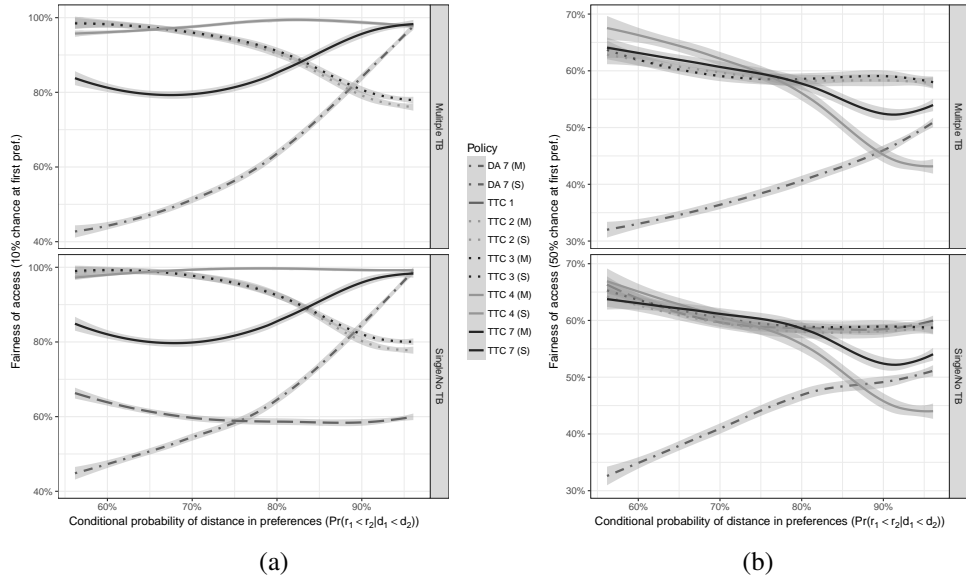 100%
80%
60%
40%
100%
80%
60%
40%
Fairness of access (10% chance at first pref.)
Mulitple TB
Single/No TB
60%
70%
80%
90%
Conditional probability of distance in preferences (Pr(r1 < r2|d1 < d2))
(a)
Policy
DA 7 (M)
DA 7 (S)
TTC 1
TTC 2 (M)
TTC 2 (S)
TTC 3 (M)
TTC 3 (S)
TTC 4 (M)
TTC 4 (S)
TTC 7 (M)
TTC 7 (S)
70%
60%
50%
40%
30%
70%
60%
50%
40%
30%
Fairness of access (50% chance at first pref.)
Mulitple TB
Single/No TB
60%
70%
80%
90%
Conditional probability of distance in preferences (Pr(r1 < r2|d1 < d2))
(b)